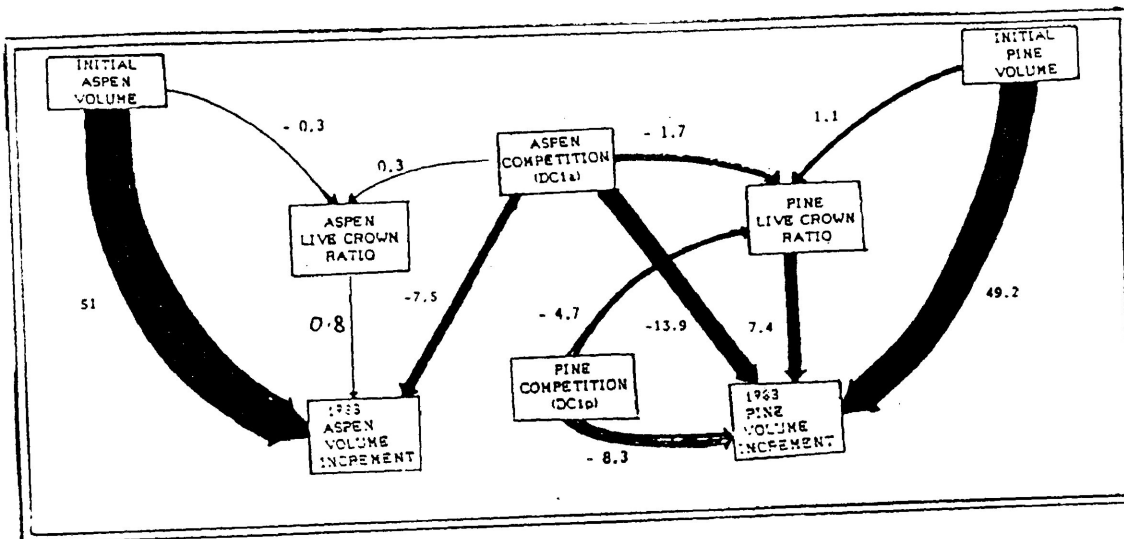 INITIAL
ASPEN
VOLUME
INITIAL
PINE
VOLUME
- 0.3
0.3
ASPEN
COMPETITION
(DC1a)
- 1.7
1.1
ASPEN
LIVE CROWN
RATIO
PINE
LIVE CROWN
RATIO
51
0.8
-7.5
- 4.7
-13.9
7.4
49.2
PINE
COMPETITION
(DC1p)
1983
ASPEN
VOLUME
INCREMENT
1983
PINE
VOLUME
INCREMENT
- 8.3